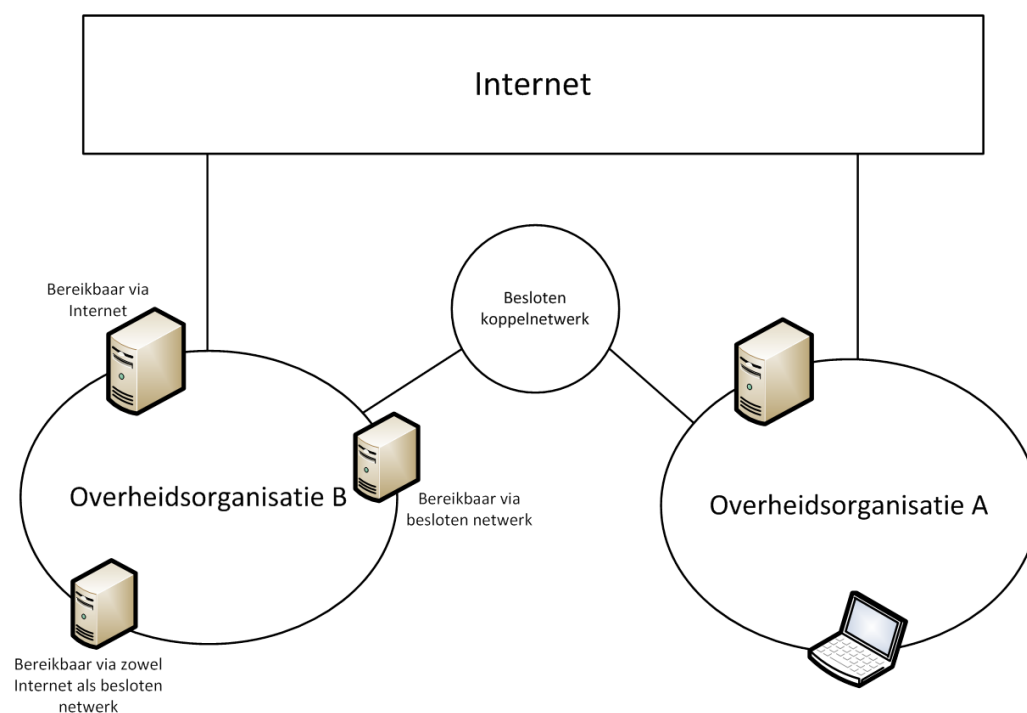 Internet
Bereikbaar via
Internet
Besloten
koppelnetwerk
Overheidsorganisatie B
Bereikbaar via
besloten netwerk
Overheidsorganisatie A
Bereikbaar via zowel
Internet als besloten
netwerk